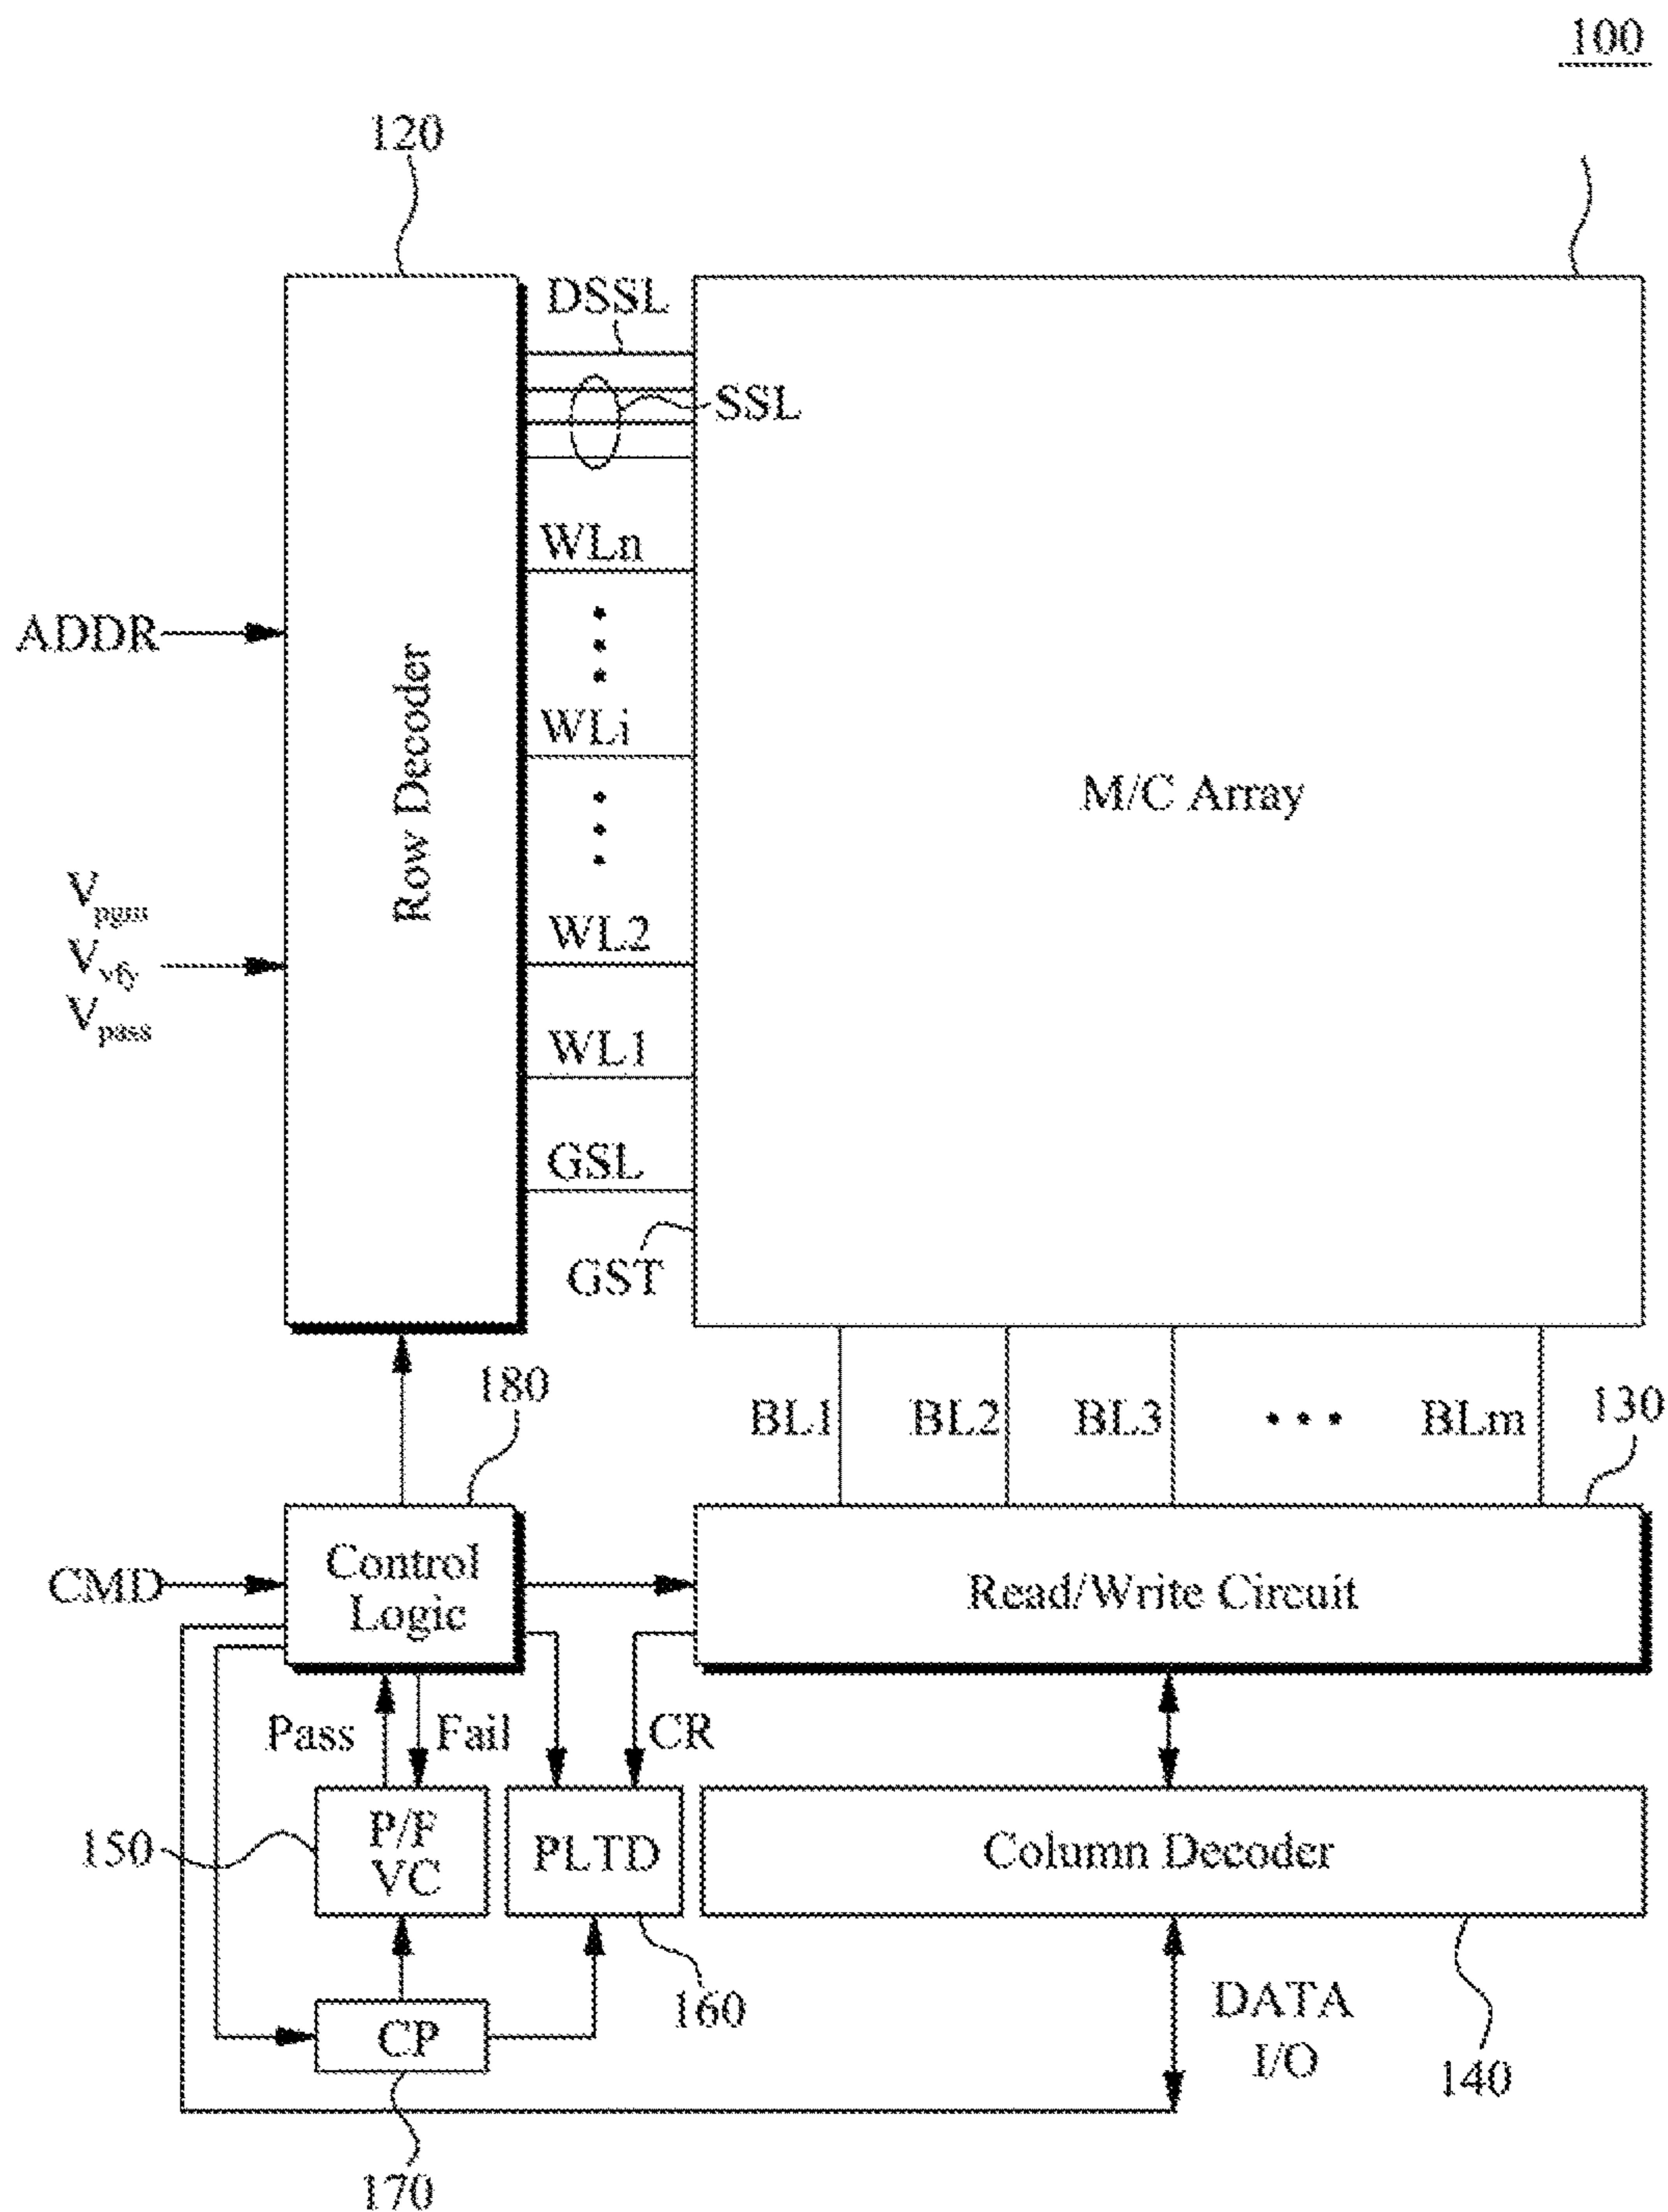 100
120
DSSL
SSL
WLn
ADDR
WLi
Row Decoder
M/C Array
Vpgm
Vvfy
Vpass
WL2
WL1
GSL
GST
180
BL1 BL2 BL3 ••• BLm
130
CMD
Control
Logic
Read/Write Circuit
Pass
Fail
CR
150
P/F
VC
PLTD
Column Decoder
160
CP
DATA
I/O
140
170